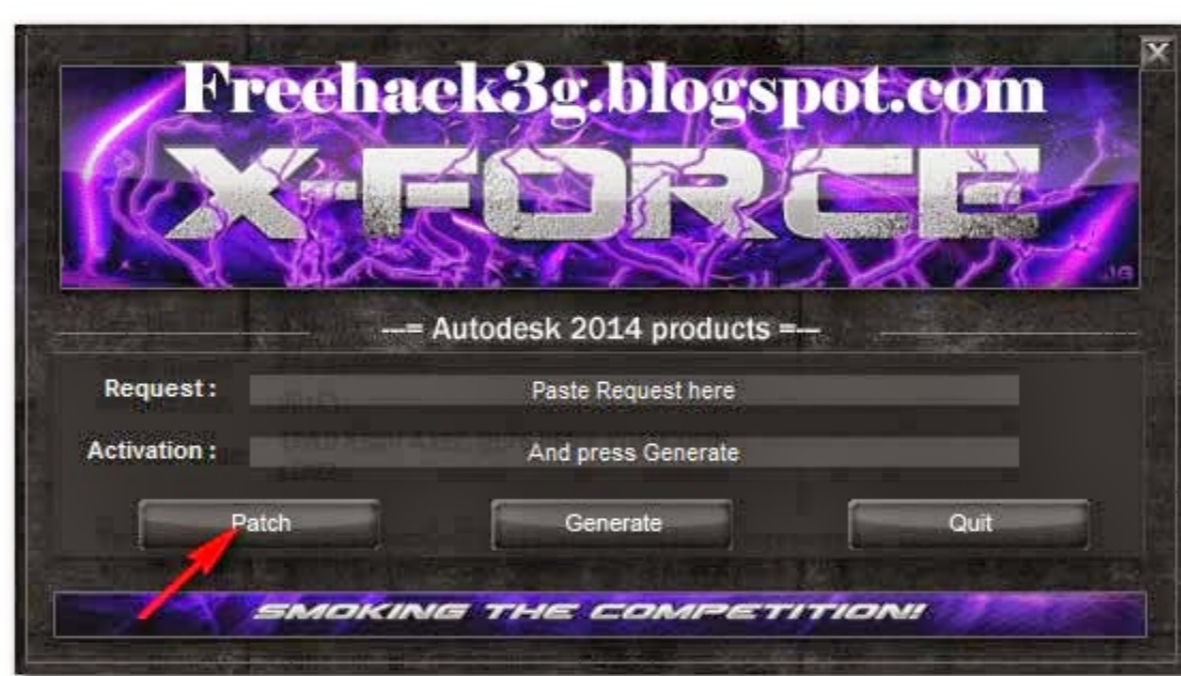 Freehack3g.blogspot.com
X-FORCE
JG
---= Autodesk 2014 products =---
Request :
Paste Request here
Activation :
And press Generate
Patch
Generate
Quit
SMOKING THE COMPETITION!